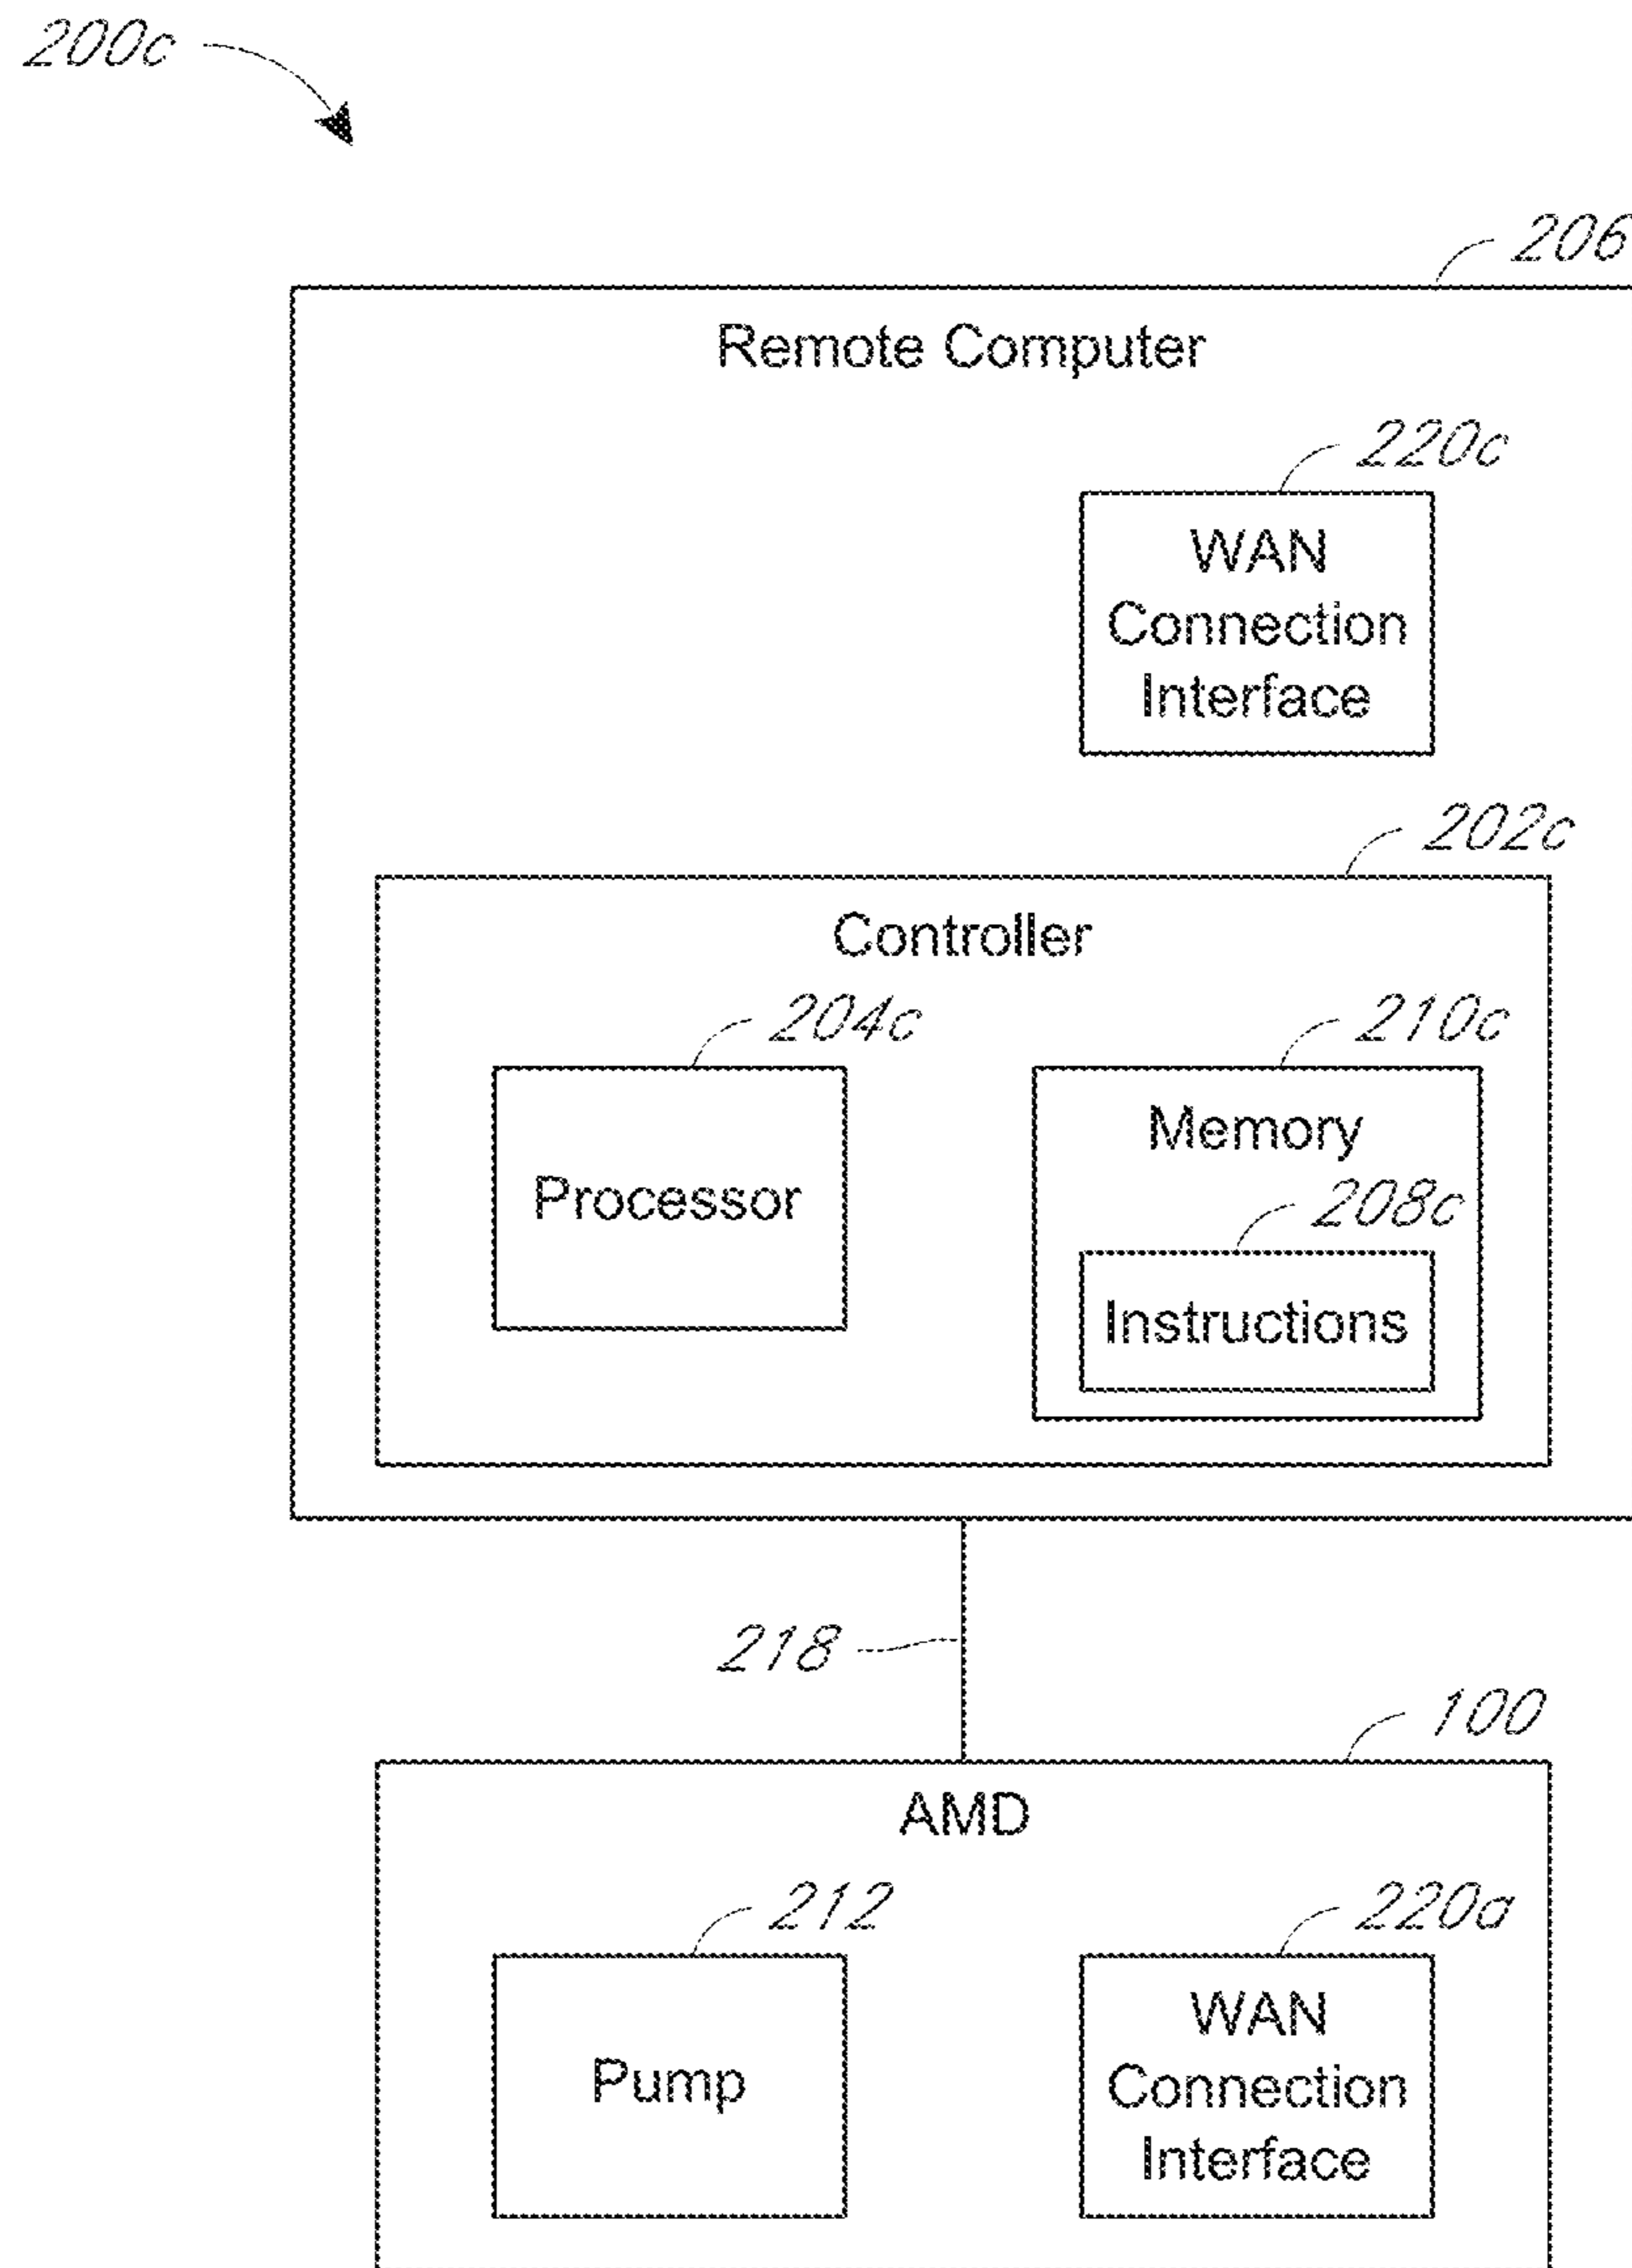 200c
206
Remote Computer
220c
WAN
Connection
Interface
202c
Controller
204c
210c
Memory
Processor
208c
Instructions
218
100
AMD
212
220a
Pump
WAN
Connection
Interface